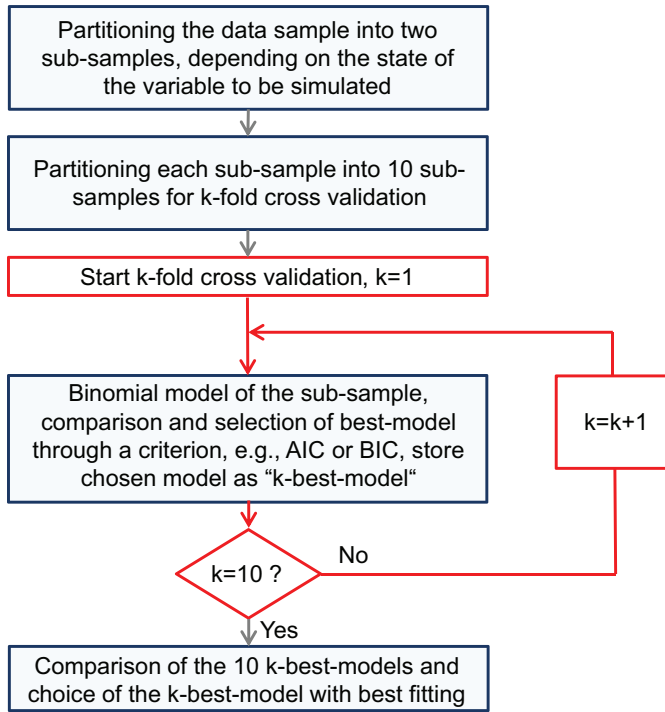 Partitioning the data sample into two
sub-samples, depending on the state of
the variable to be simulated
Partitioning each sub-sample into 10 sub-
samples for k-fold cross validation
Start k-fold cross validation, k=1
Binomial model of the sub-sample,
comparison and selection of best-model
through a criterion, e.g., AIC or BIC, store
chosen model as “k-best-model“
k=k+1
k=10 ?
No
Yes
Comparison of the 10 k-best-models and
choice of the k-best-model with best fitting